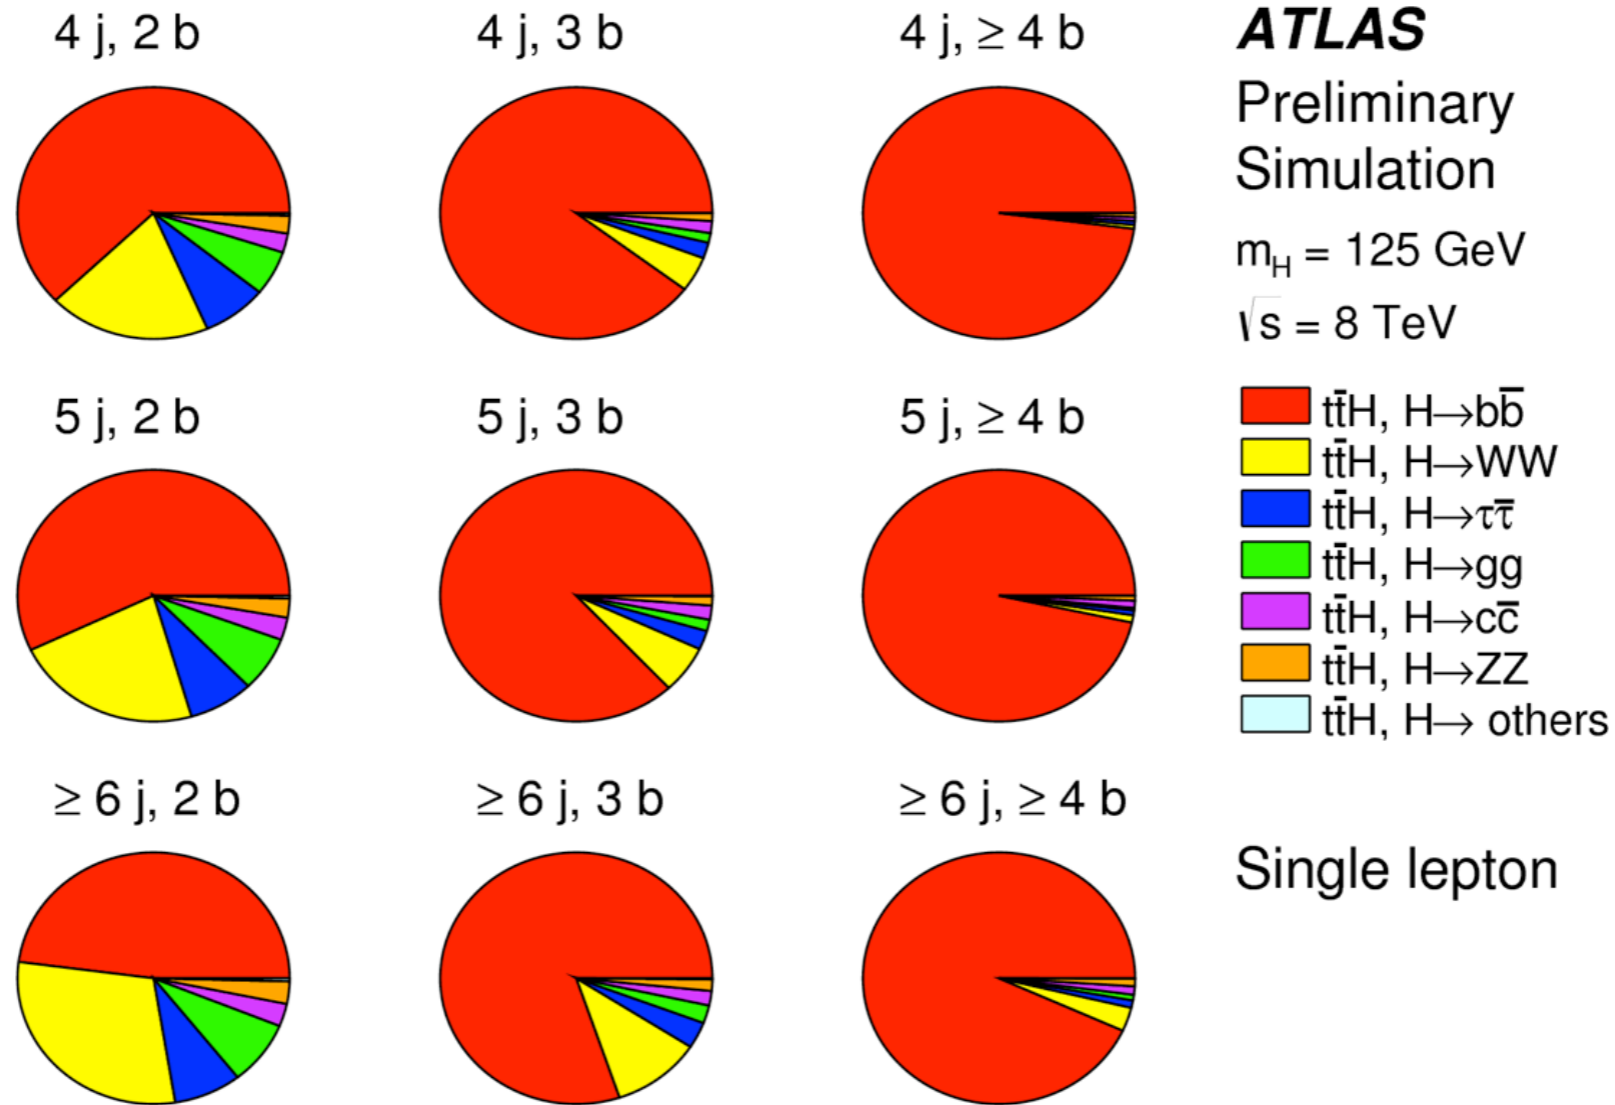 4 j, 2 b
4 j, 3 b
4 j, ≥ 4 b
ATLAS
Preliminary
Simulation
m_H = 125 GeV
√s = 8 TeV
5 j, 2 b
5 j, 3 b
5 j, ≥ 4 b
tt̄H, H→bb̄
tt̄H, H→WW
tt̄H, H→ττ̄
tt̄H, H→gg
tt̄H, H→cc̄
tt̄H, H→ZZ
tt̄H, H→ others
≥ 6 j, 2 b
≥ 6 j, 3 b
≥ 6 j, ≥ 4 b
Single lepton